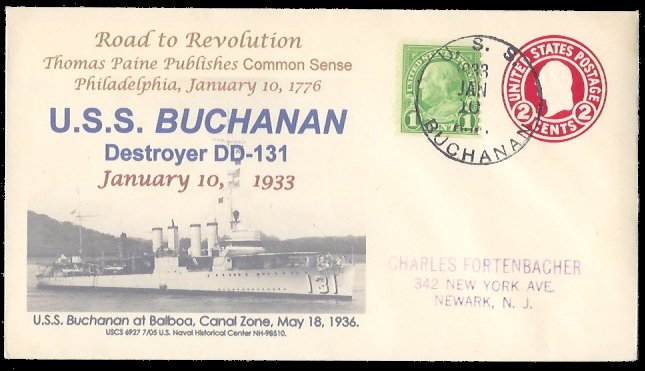 Road to Revolution
Thomas Paine Publishes Common Sense
Philadelphia, January 10, 1776
U.S.S. BUCHANAN
Destroyer DD-131
January 10, 1933
131
U.S.S. Buchanan at Balboa, Canal Zone, May 18, 1936.
USCS 6927 7/05 U.S. Naval Historical Center NH-98510.
1
1
U. S. S.
JAN
10
BUCHANAN
UNITED STATES POSTAGE
2 CENTS 2
CHARLES FORTENBACHER
342 NEW YORK AVE.
NEWARK, N. J.